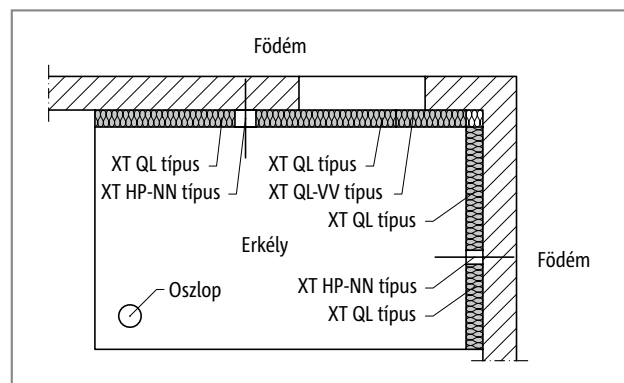 Födém
XT QL típus
XT QL típus
XT HP-NN típus
XT QL-VV típus
XT QL típus
Erkély
Födém
XT HP-NN típus
Oszlop
XT QL típus